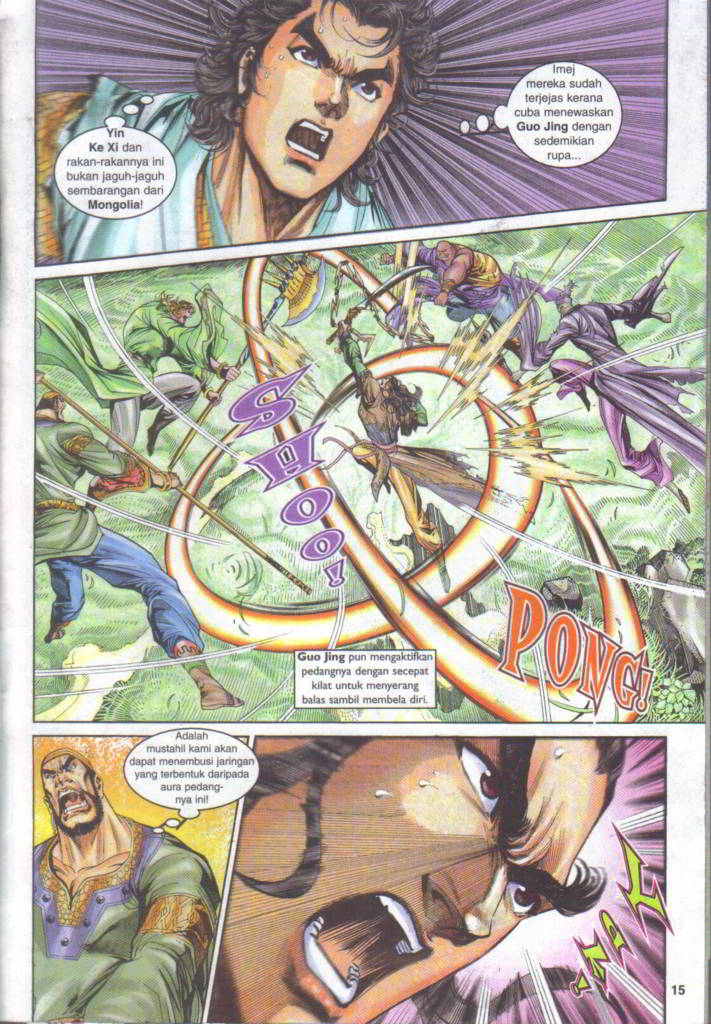 Imej
mereka sudah
terjejas kerana
cuba menewaskan
Guo Jing dengan
sedemikian
rupa...
Yin
Ke Xi dan
rakan-rakannya ini
bukan jaguh-jaguh
sembarangan dari
Mongolia!
SHOOO!
PONG!
Guo Jing pun mengaktifkan
pedangnya dengan secepat
kilat untuk menyerang
balas sambil membela diri.
Adalah
mustahil kami akan
dapat menembusi jaringan
yang terbentuk daripada
aura pedang-
nya ini!
15